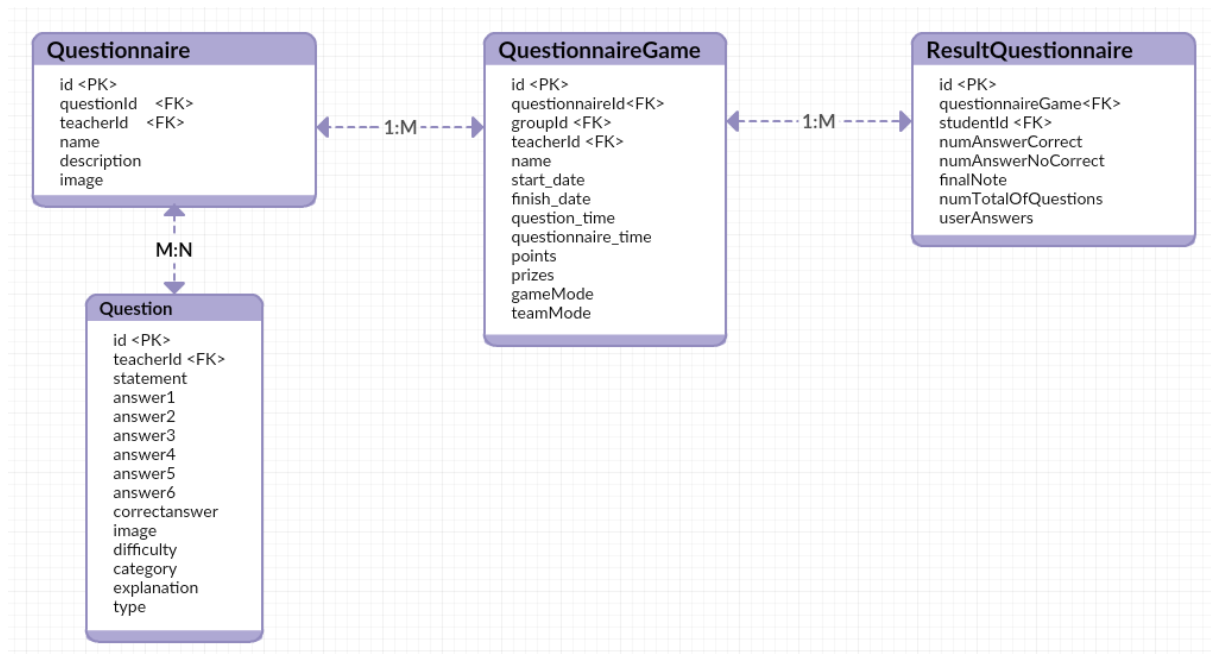 Questionnaire
id <PK>
questionId <FK>
teacherId <FK>
name
description
image
1:M
QuestionnaireGame
id <PK>
questionnaireId<FK>
groupId <FK>
teacherId <FK>
name
start_date
finish_date
question_time
questionnaire_time
points
prizes
gameMode
teamMode
1:M
ResultQuestionnaire
id <PK>
questionnaireGame<FK>
studentId <FK>
numAnswerCorrect
numAnswerNoCorrect
finalNote
numTotalOfQuestions
userAnswers
M:N
Question
id <PK>
teacherId <FK>
statement
answer1
answer2
answer3
answer4
answer5
answer6
correctanswer
image
difficulty
category
explanation
type